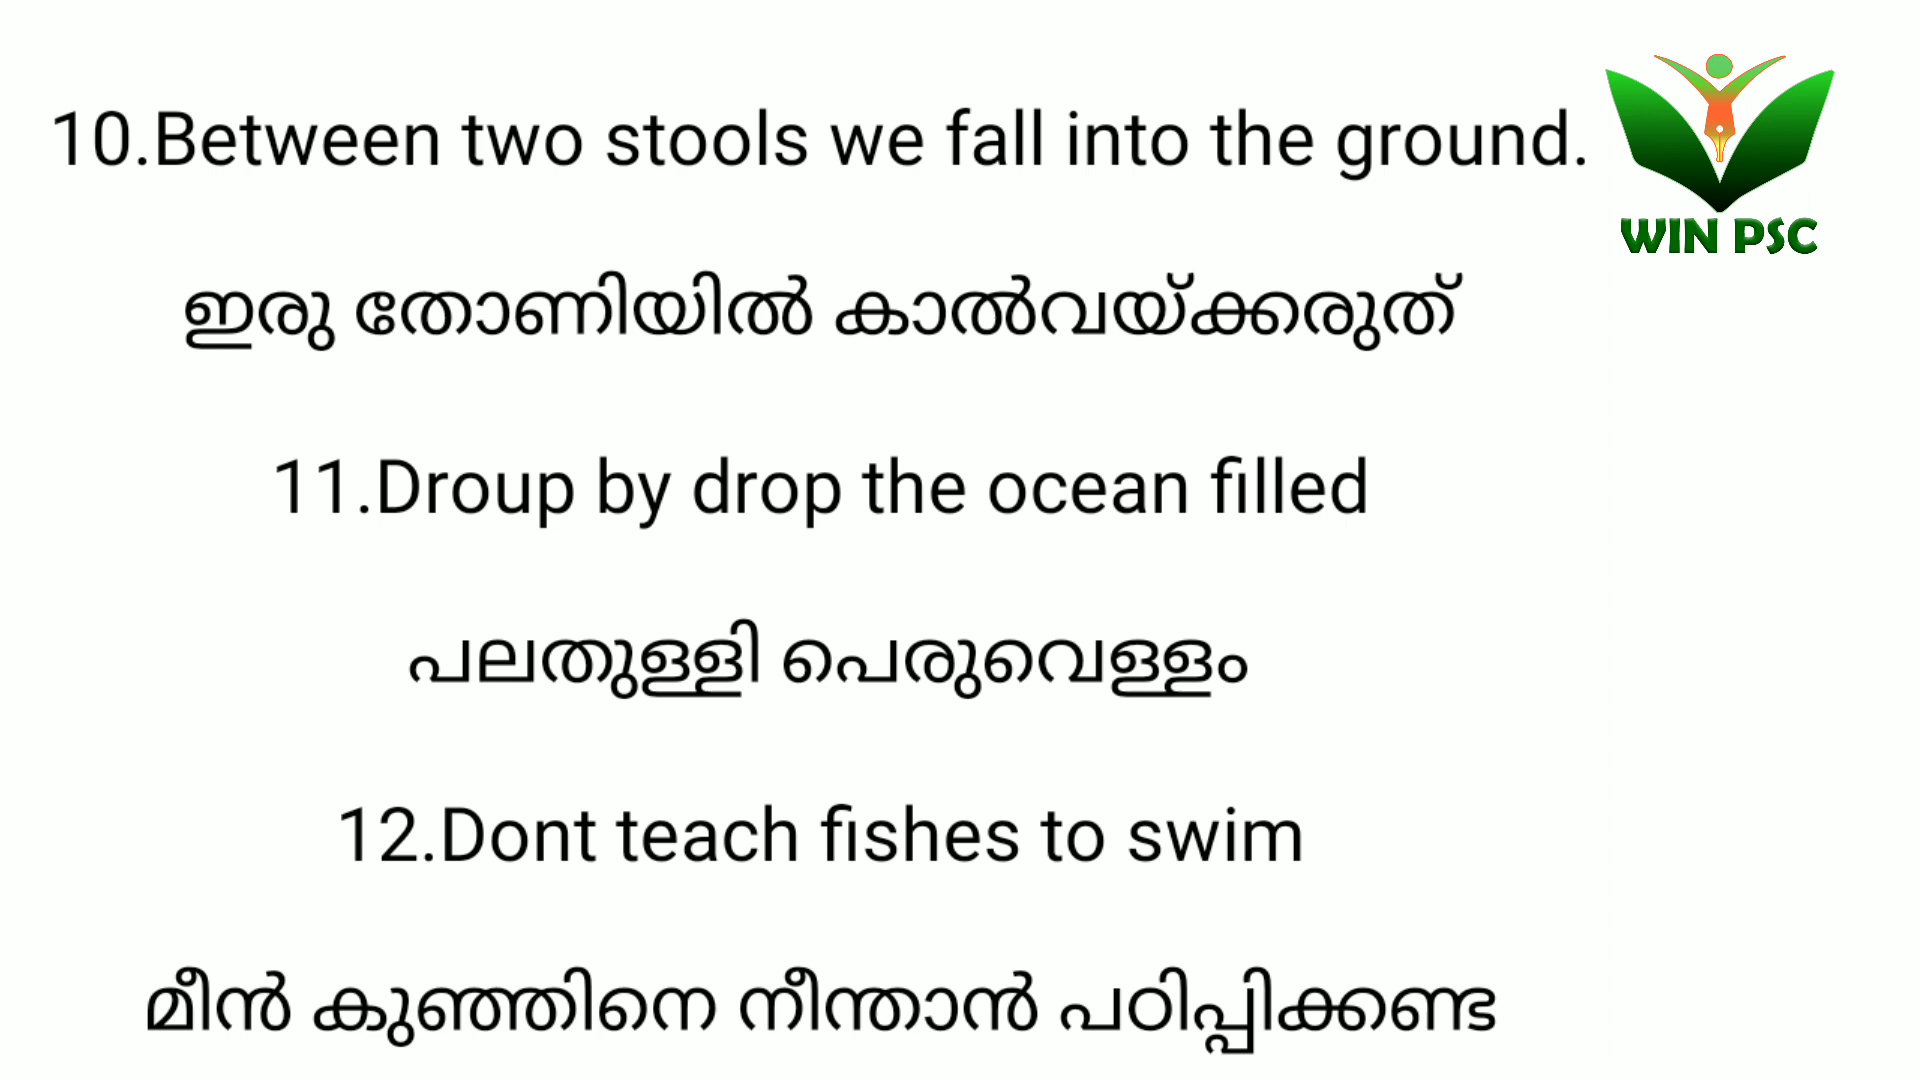 10.Between two stools we fall into the ground.
WIN PSC
ഇരു തോണിയിൽ കാൽവയ്ക്കരുത്
11.Droup by drop the ocean filled
പലതുള്ളി പെരുവെള്ളം
12.Dont teach fishes to swim
മീൻ കുഞ്ഞിനെ നീന്താൻ പഠിപ്പിക്കണ്ട